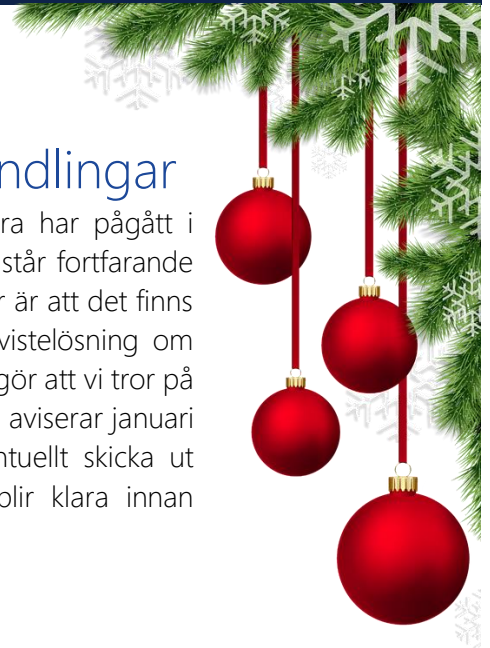 ndlingar
ra har pågått i
står fortfarande
r är att det finns
vistelösning om
gör att vi tror på
aviserar januari
ntuellt skicka ut
blir klara innan